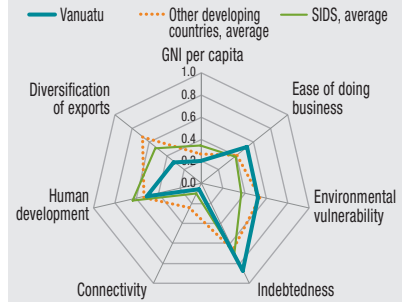 Vanuatu
Other developing
countries, average
SIDS, average
GNI per capita
1.0
0.8
0.6
0.4
0.2
0.0
Diversification
of exports
Ease of doing
business
Human
development
Environmental
vulnerability
Connectivity
Indebtedness